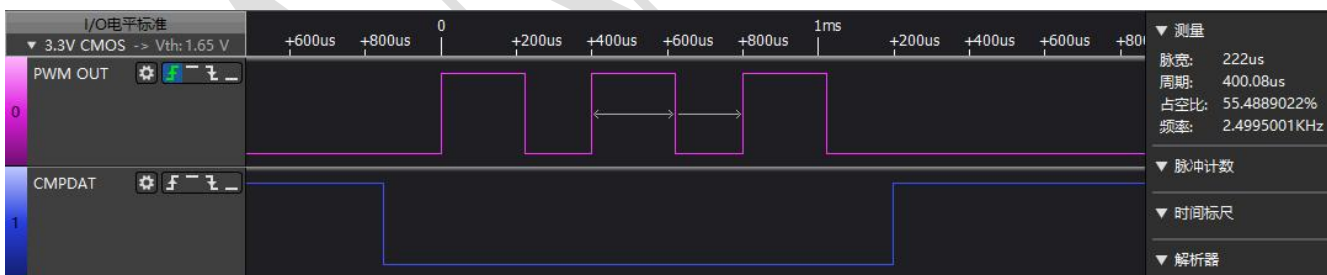 I/O电平标准
▼ 3.3V CMOS -> Vth:1.65 V
+600us +800us 0 +200us +400us +600us +800us 1ms +200us +400us +600us +80
PWM OUT
0
CMPDAT
1
▼ 测量
脉宽: 222us
周期: 400.08us
占空比: 55.4889022%
频率: 2.4995001KHz
▼ 脉冲计数
▼ 时间标尺
▼ 解析器